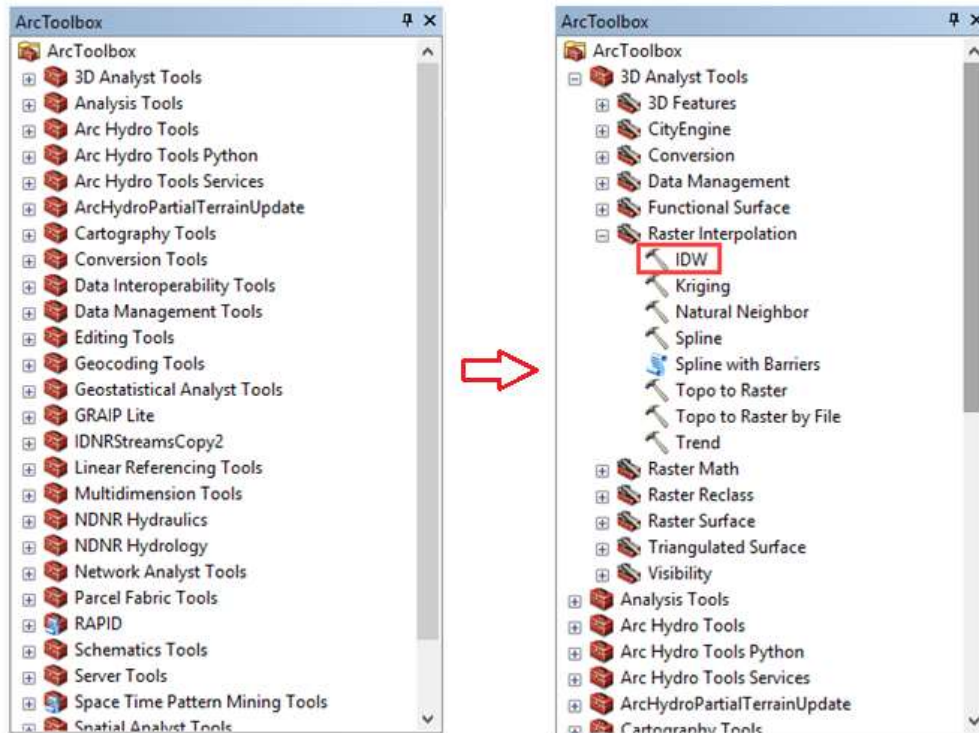 ArcToolbox
ArcToolbox
3D Analyst Tools
Analysis Tools
Arc Hydro Tools
Arc Hydro Tools Python
Arc Hydro Tools Services
ArcHydroPartialTerrainUpdate
Cartography Tools
Conversion Tools
Data Interoperability Tools
Data Management Tools
Editing Tools
Geocoding Tools
Geostatistical Analyst Tools
GRAIP Lite
IDNRStreamsCopy2
Linear Referencing Tools
Multidimension Tools
NDNR Hydraulics
NDNR Hydrology
Network Analyst Tools
Parcel Fabric Tools
RAPID
Schematics Tools
Server Tools
Space Time Pattern Mining Tools
Spatial Analyst Tools
ArcToolbox
ArcToolbox
3D Analyst Tools
3D Features
CityEngine
Conversion
Data Management
Functional Surface
Raster Interpolation
IDW
Kriging
Natural Neighbor
Spline
Spline with Barriers
Topo to Raster
Topo to Raster by File
Trend
Raster Math
Raster Reclass
Raster Surface
Triangulated Surface
Visibility
Analysis Tools
Arc Hydro Tools
Arc Hydro Tools Python
Arc Hydro Tools Services
ArcHydroPartialTerrainUpdate
Cartography Tools